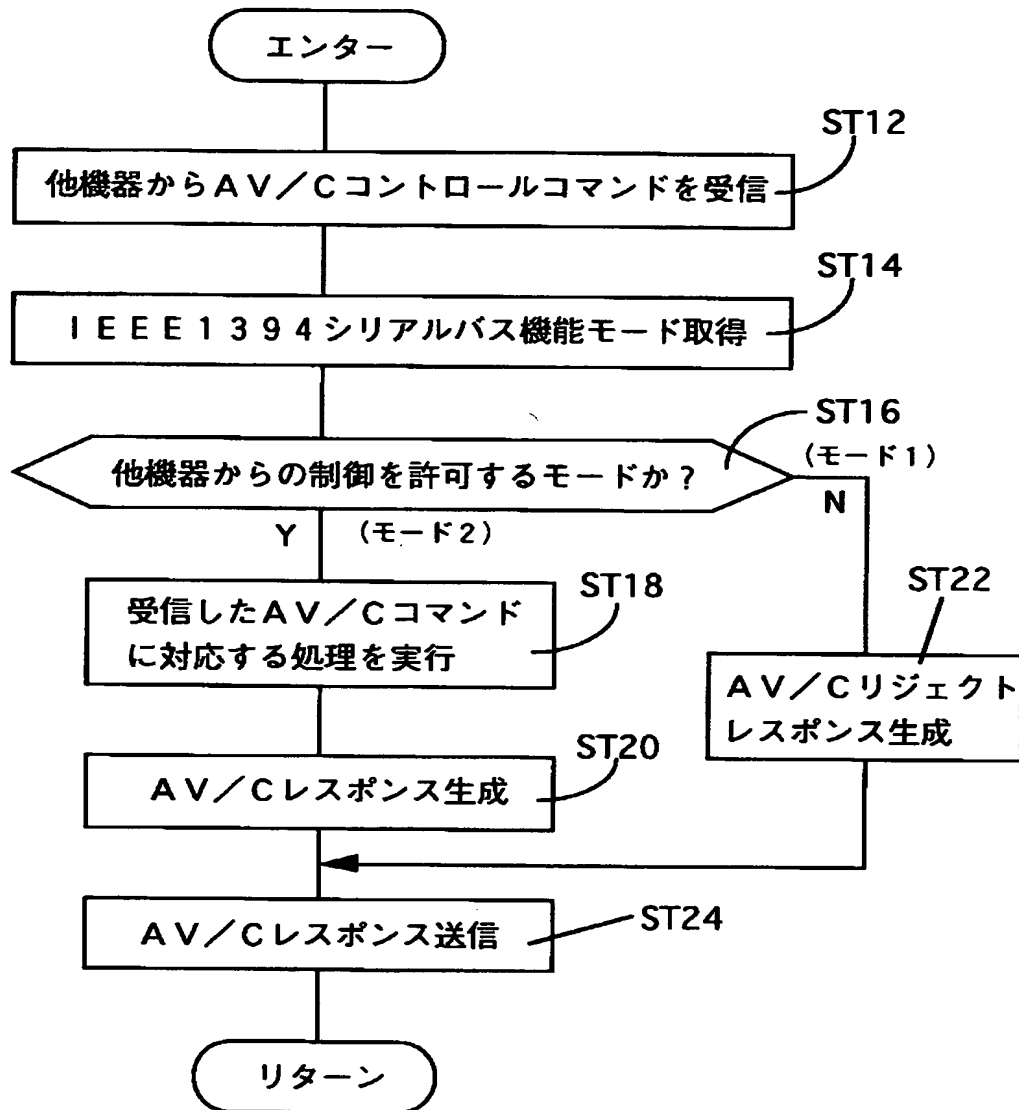 エンター
ST12
他機器からAV/Cコントロールコマンドを受信
ST14
IEEE1394シリアルバス機能モード取得
ST16
他機器からの制御を許可するモードか?
(モード1)
N
Y
(モード2)
ST18
受信したAV/Cコマンド
に対応する処理を実行
ST22
AV/Cリジェクト
レスポンス生成
ST20
AV/Cレスポンス生成
ST24
AV/Cレスポンス送信
リターン